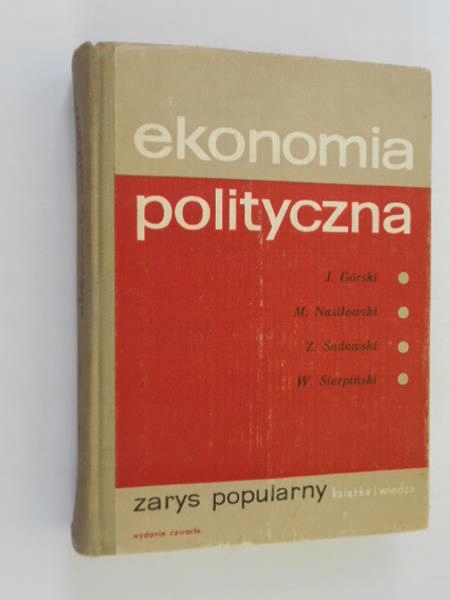 ekonomia
polityczna
J. Górski
M. Nasiłowski
Z. Sadowski
W. Sierpiński
zarys popularny książka i wiedza
wydanie czwarte